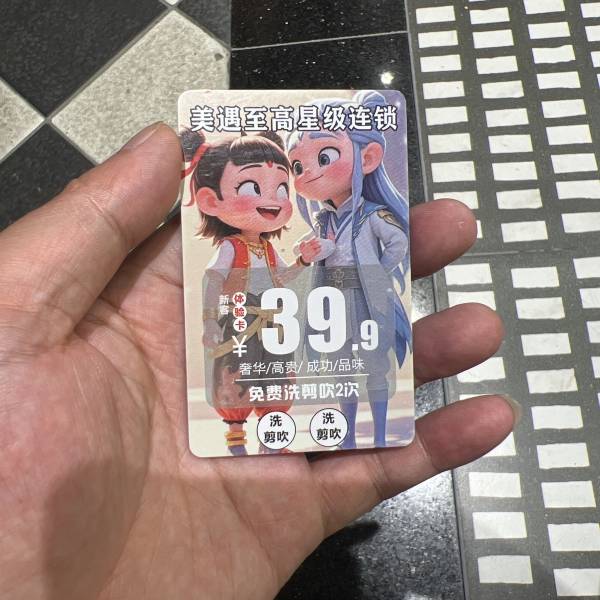 美遇至高星级连锁
新客
体验卡
¥39.9
奢华/高贵/成功/品味
免费洗剪吹2次
洗
剪吹
洗
剪吹